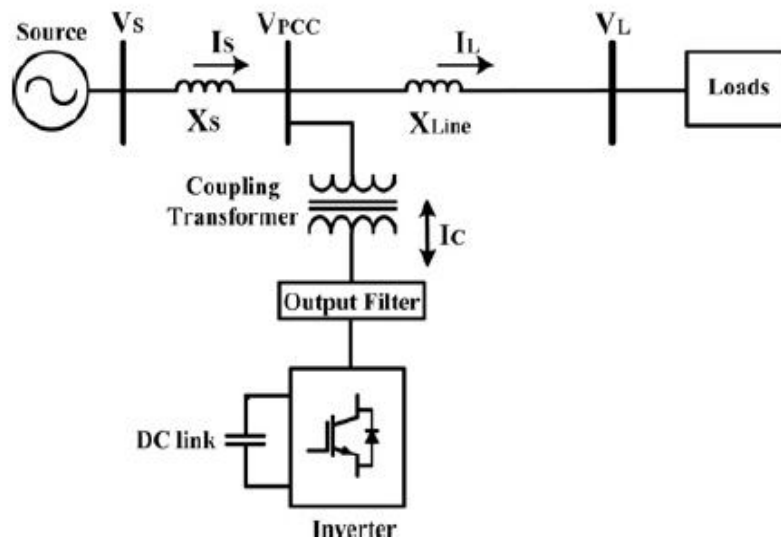 Source
VS
IS
VPCC
IL
VL
XS
XLine
Loads
Coupling
Transformer
IC
Output Filter
DC link
Inverter